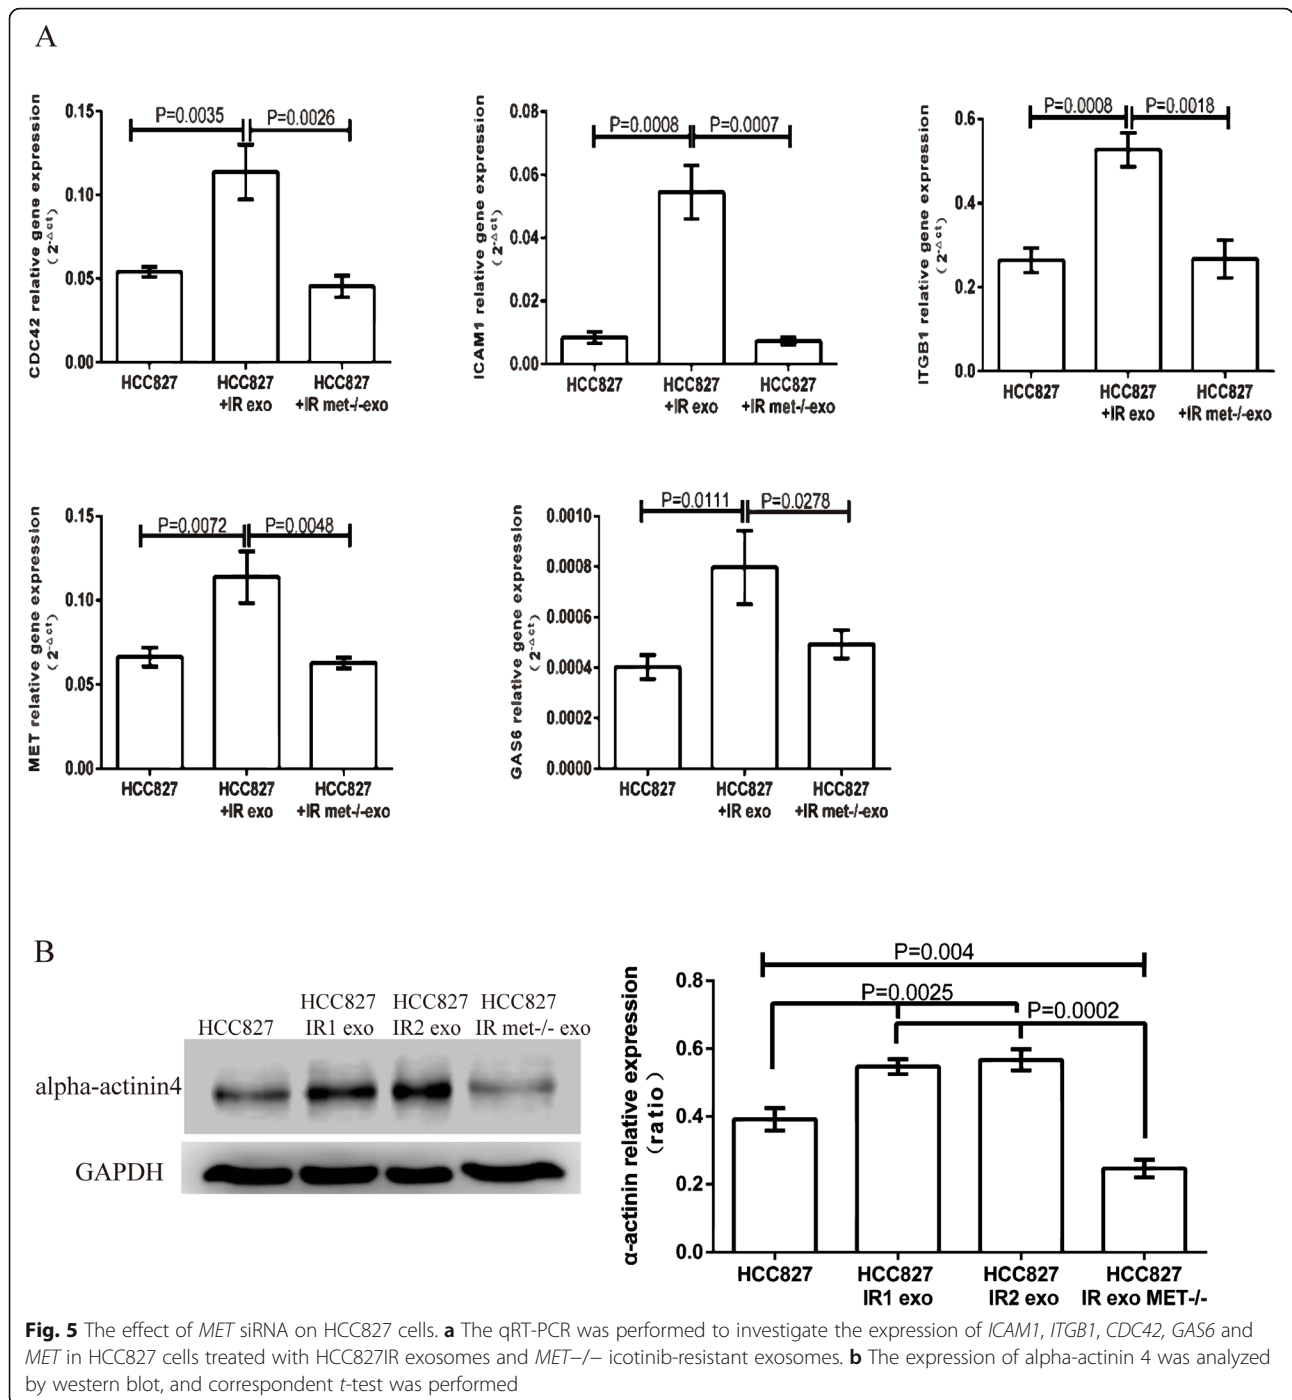 A
CDC42 relative gene expression
(2-△ct)
0.15
0.10
0.05
0.00
P=0.0035
P=0.0026
HCC827
HCC827
+IR exo
HCC827
+IR met-/-exo
ICAM1 relative gene expression
(2-△ct)
0.08
0.06
0.04
0.02
0.00
P=0.0008
P=0.0007
HCC827
HCC827
+IR exo
HCC827
+IR met-/-exo
ITGB1 relative gene expression
(2-△ct)
0.6
0.4
0.2
0.0
P=0.0008
P=0.0018
HCC827
HCC827
+IR exo
HCC827
+IR met-/-exo
MET relative gene expression
(2-△ct)
0.15
0.10
0.05
0.00
P=0.0072
P=0.0048
HCC827
HCC827
+IR exo
HCC827
+IR met-/-exo
GAS6 relative gene expression
(2-△ct)
0.0010
0.0008
0.0006
0.0004
0.0002
0.0000
P=0.0111
P=0.0278
HCC827
HCC827
+IR exo
HCC827
+IR met-/-exo
B
HCC827
HCC827
IR1 exo
HCC827
IR2 exo
HCC827
IR met-/- exo
alpha-actinin4
GAPDH
α-actinin relative expression
(ratio)
0.8
0.6
0.4
0.2
0.0
P=0.004
P=0.0025
P=0.0002
HCC827
HCC827
IR1 exo
HCC827
IR2 exo
HCC827
IR exo MET-/-
Fig. 5 The effect of MET siRNA on HCC827 cells. a The qRT-PCR was performed to investigate the expression of ICAM1, ITGB1, CDC42, GAS6 and
MET in HCC827 cells treated with HCC827IR exosomes and MET−/− icotinib-resistant exosomes. b The expression of alpha-actinin 4 was analyzed
by western blot, and correspondent t-test was performed